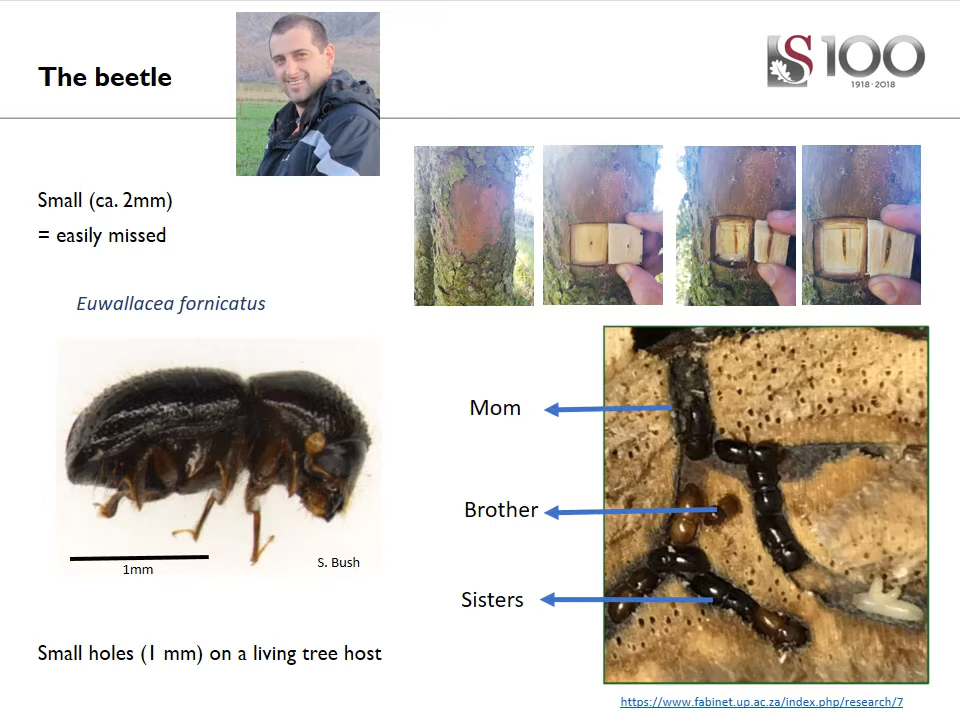 The beetle
S100
1918 · 2018
Small (ca. 2mm)
= easily missed
Euwallacea fornicatus
1mm
S. Bush
Mom
Brother
Sisters
Small holes (1 mm) on a living tree host
https://www.fabinet.up.ac.za/index.php/research/7